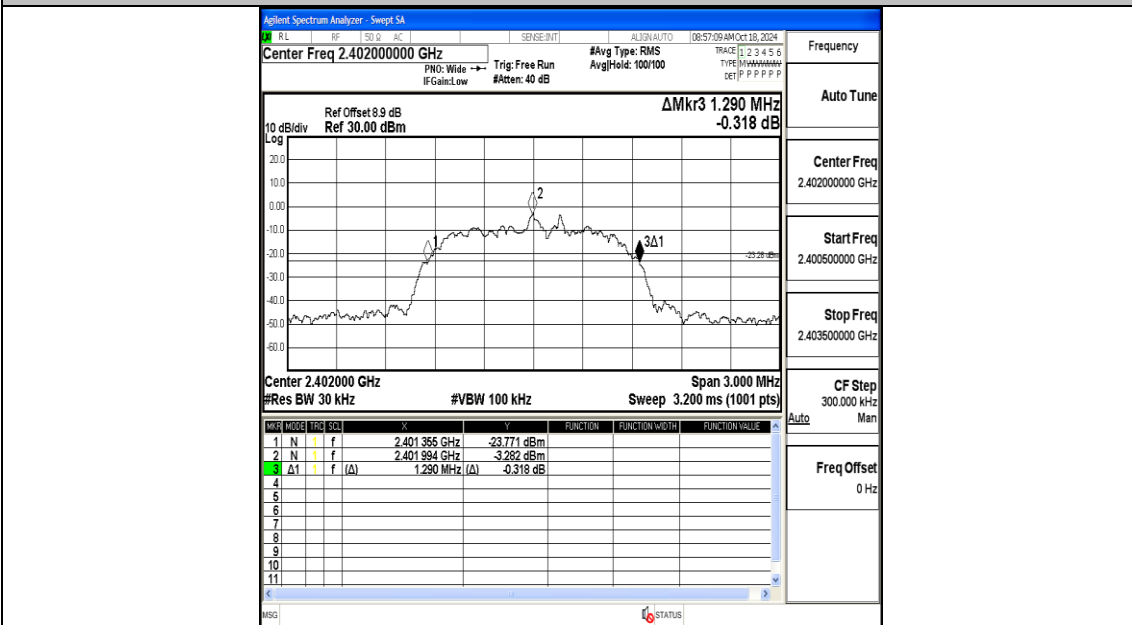 Agilent Spectrum Analyzer - Swept SA
RL RF 50 Ω AC SENSE:INT ALIGN AUTO 08:57:09 AM Oct 18, 2024
Center Freq 2.402000000 GHz
PNO: Wide
IFGain:Low
Trig: Free Run
#Atten: 40 dB
#Avg Type: RMS
Avg|Hold: 100/100
TRACE 1 2 3 4 5 6
TYPE M
DET P P P P P P
Ref Offset 8.9 dB
10 dB/div Ref 30.00 dBm
Log
ΔMkr3 1.290 MHz
-0.318 dB
20.0
10.0
0.00
-10.0
-20.0
-30.0
-40.0
-50.0
-60.0
1
2
3Δ1
-23.28 dBm
Center 2.402000 GHz Span 3.000 MHz
#Res BW 30 kHz #VBW 100 kHz Sweep 3.200 ms (1001 pts)
MKR MODE TRC SCL X Y FUNCTION FUNCTION WIDTH FUNCTION VALUE
1 N 1 f 2.401 355 GHz -23.771 dBm
2 N 1 f 2.401 994 GHz -3.282 dBm
3 Δ1 1 f (Δ) 1.290 MHz (Δ) -0.318 dB
4
5
6
7
8
9
10
11
MSG STATUS
Frequency
Auto Tune
Center Freq
2.402000000 GHz
Start Freq
2.400500000 GHz
Stop Freq
2.403500000 GHz
CF Step
300.000 kHz
Auto Man
Freq Offset
0 Hz